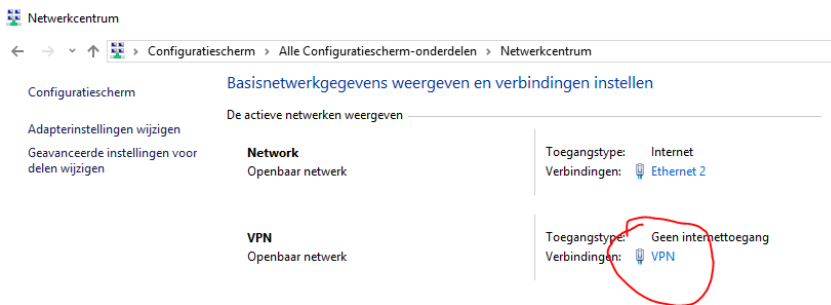 Netwerkcentrum
Configuratiescherm > Alle Configuratiescherm-onderdelen > Netwerkcentrum
Configuratiescherm
Adapterinstellingen wijzigen
Geavanceerde instellingen voor
delen wijzigen
Basisnetwerkgegevens weergeven en verbindingen instellen
De actieve netwerken weergeven
Network
Openbaar netwerk
Toegangstype: Internet
Verbindingen: Ethernet 2
VPN
Openbaar netwerk
Toegangstype: Geen internettoegang
Verbindingen: VPN